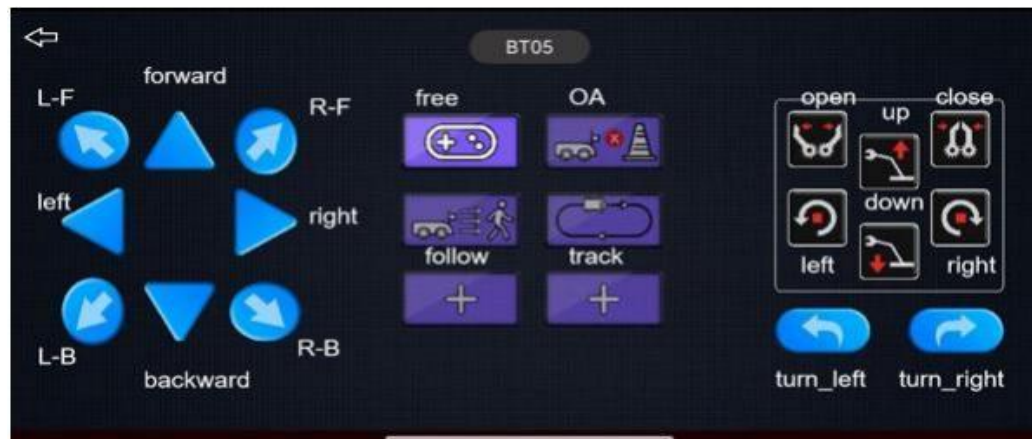 BT05
forward
L-F
R-F
left
right
L-B
R-B
backward
free
OA
follow
track
open
up
close
down
left
right
turn_left
turn_right